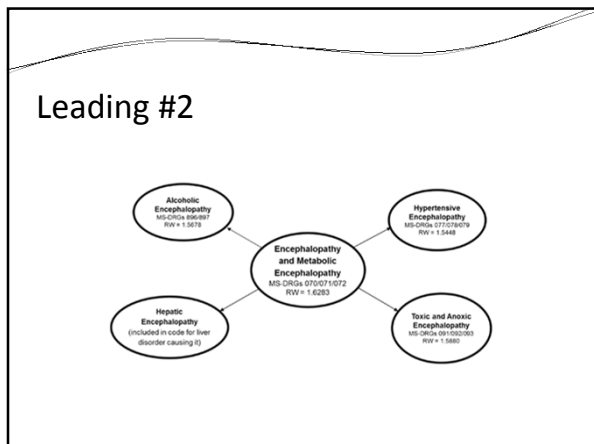 Leading #2
Alcoholic
Encephalopathy
MS-DRGs 896/897
RW = 1.5678
Hypertensive
Encephalopathy
MS-DRGs 077/078/079
RW = 1.5448
Encephalopathy
and Metabolic
Encephalopathy
MS-DRGs 070/071/072
RW = 1.6283
Hepatic
Encephalopathy
(included in code for liver
disorder causing it)
Toxic and Anoxic
Encephalopathy
MS-DRGs 091/092/093
RW = 1.5880